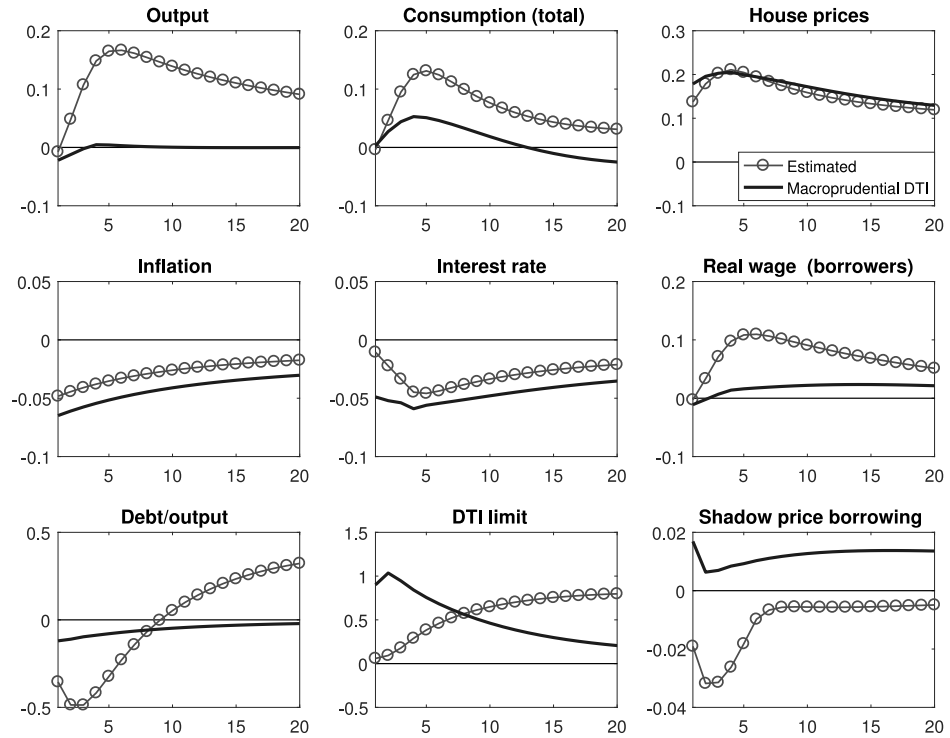 Output
Consumption (total)
House prices
0.2
0.1
0
-0.1
5 10 15 20
0.2
0.1
0
-0.1
5 10 15 20
0.3
0.2
0.1
0
-0.1
5 10 15 20
Estimated
Macroprudential DTI
Inflation
Interest rate
Real wage (borrowers)
0.05
0
-0.05
-0.1
5 10 15 20
0.05
0
-0.05
-0.1
5 10 15 20
0.2
0.1
0
-0.1
5 10 15 20
Debt/output
DTI limit
Shadow price borrowing
0.5
0
-0.5
5 10 15 20
1.5
1
0.5
0
-0.5
5 10 15 20
0.02
0
-0.02
-0.04
5 10 15 20